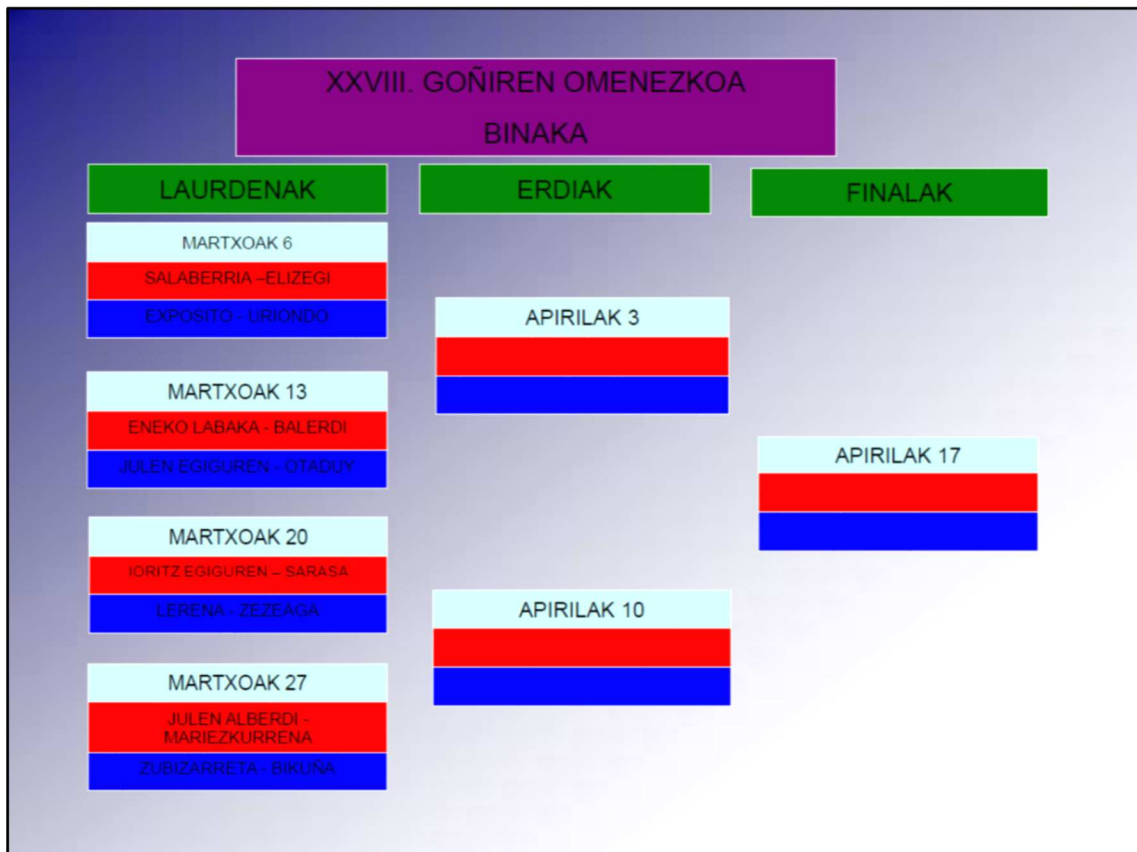 XXVIII. GOÑIREN OMENEZKOA
BINAKA
LAURDENAK
ERDIAK
FINALAK
MARTXOAK 6
SALABERRIA –ELIZEGI
EXPOSITO - URIONDO
MARTXOAK 13
ENEKO LABAKA - BALERDI
JULEN EGIGUREN - OTADUY
MARTXOAK 20
IORITZ EGIGUREN – SARASA
LERENA - ZEZEAGA
MARTXOAK 27
JULEN ALBERDI -
MARIEZKURRENA
ZUBIZARRETA - BIKUÑA
APIRILAK 3
APIRILAK 10
APIRILAK 17